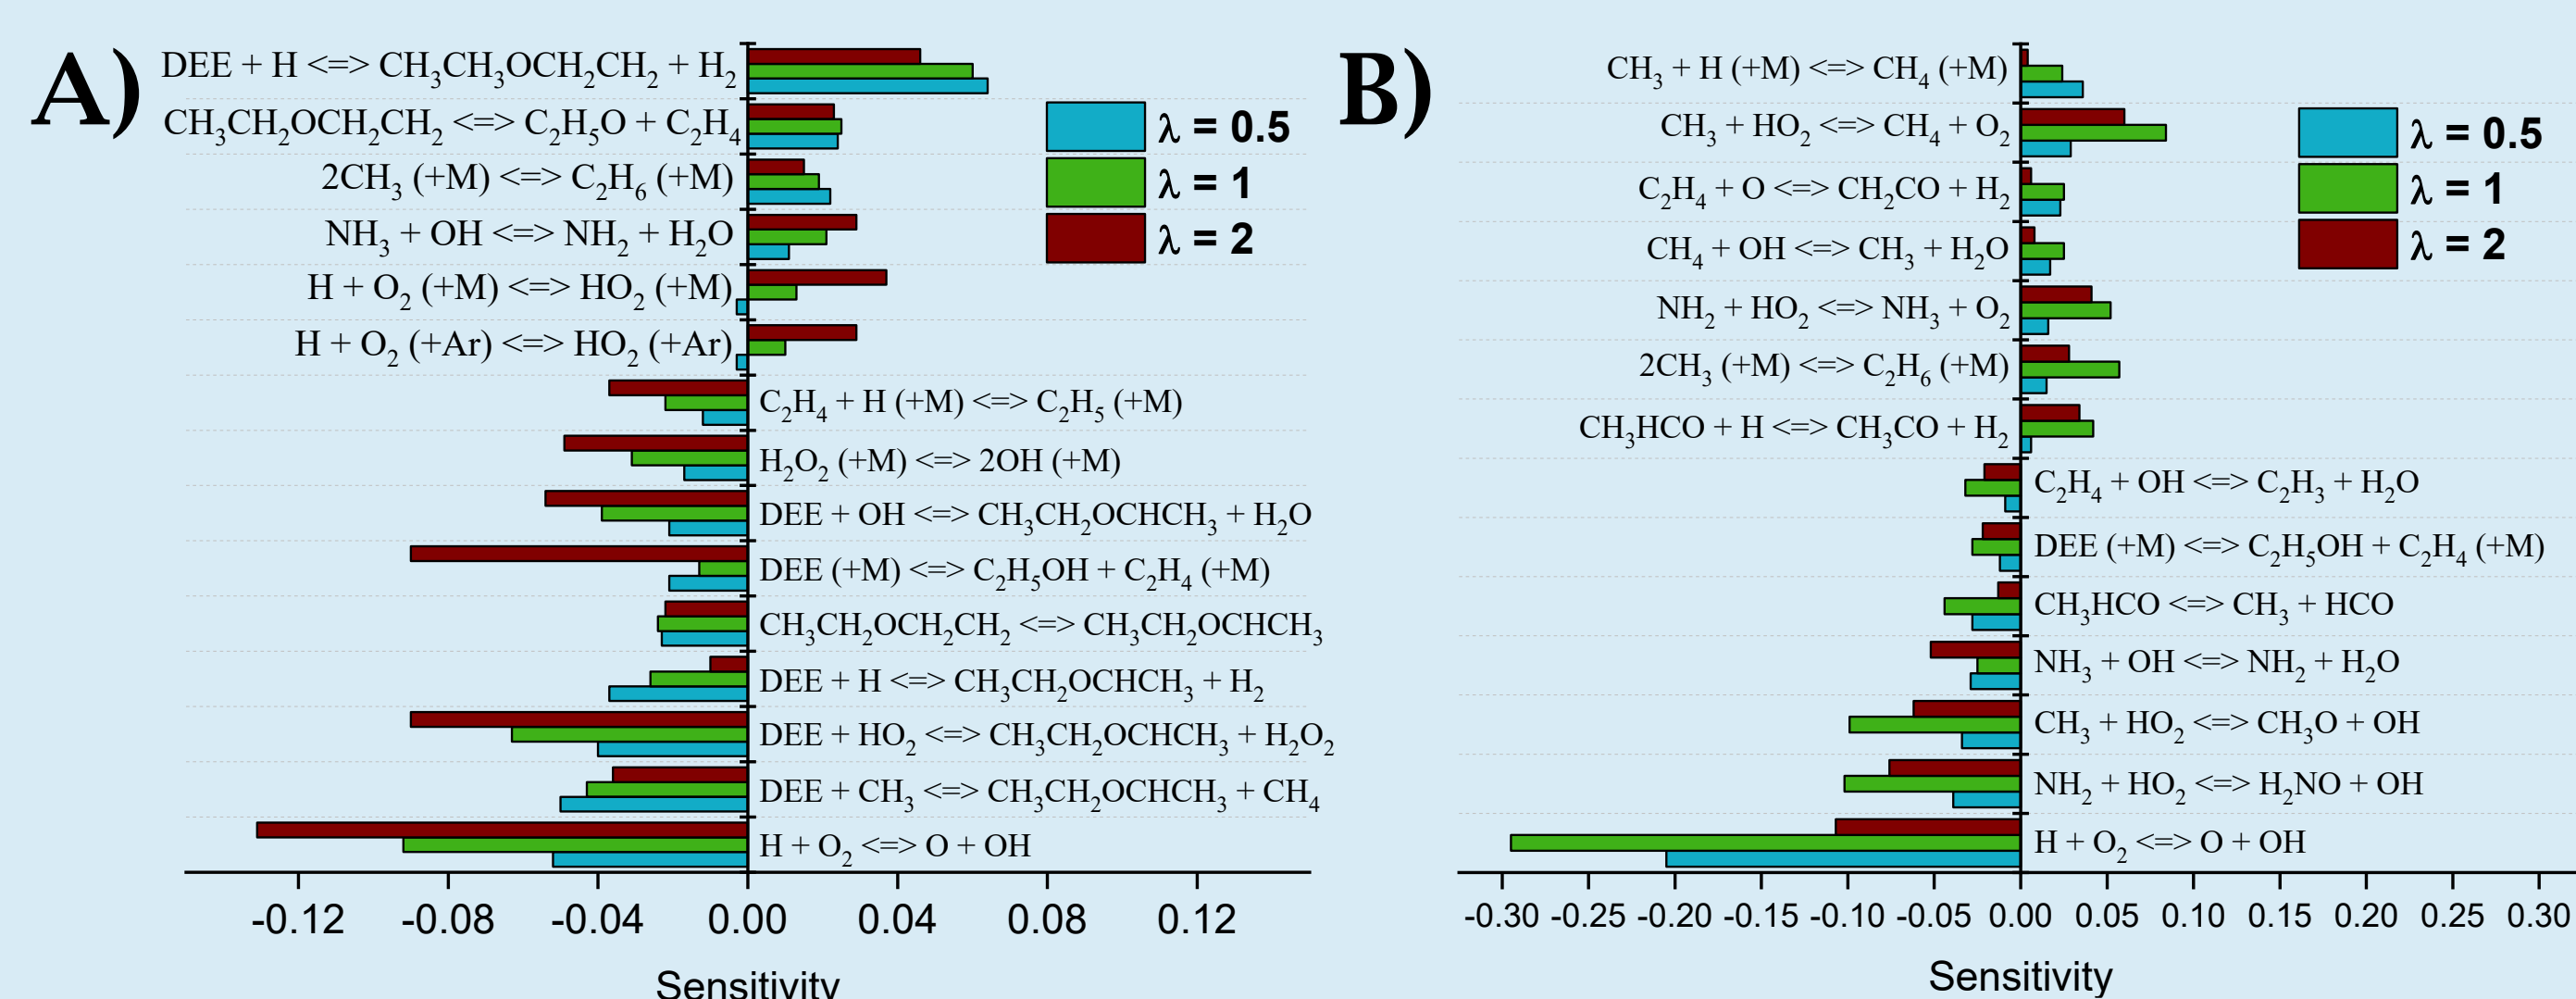 A)
DEE + H <=> CH₃CH₃OCH₂CH₂ + H₂
CH₃CH₂OCH₂CH₂ <=> C₂H₅O + C₂H₄
2CH₃ (+M) <=> C₂H₆ (+M)
NH₃ + OH <=> NH₂ + H₂O
H + O₂ (+M) <=> HO₂ (+M)
H + O₂ (+Ar) <=> HO₂ (+Ar)
λ = 0.5
λ = 1
λ = 2
C₂H₄ + H (+M) <=> C₂H₅ (+M)
H₂O₂ (+M) <=> 2OH (+M)
DEE + OH <=> CH₃CH₂OCHCH₃ + H₂O
DEE (+M) <=> C₂H₅OH + C₂H₄ (+M)
CH₃CH₂OCH₂CH₂ <=> CH₃CH₂OCHCH₃
DEE + H <=> CH₃CH₂OCHCH₃ + H₂
DEE + HO₂ <=> CH₃CH₂OCHCH₃ + H₂O₂
DEE + CH₃ <=> CH₃CH₂OCHCH₃ + CH₄
H + O₂ <=> O + OH
-0.12 -0.08 -0.04 0.00 0.04 0.08 0.12
Sensitivity
B)
CH₃ + H (+M) <=> CH₄ (+M)
CH₃ + HO₂ <=> CH₄ + O₂
C₂H₄ + O <=> CH₂CO + H₂
CH₄ + OH <=> CH₃ + H₂O
NH₂ + HO₂ <=> NH₃ + O₂
2CH₃ (+M) <=> C₂H₆ (+M)
CH₃HCO + H <=> CH₃CO + H₂
λ = 0.5
λ = 1
λ = 2
C₂H₄ + OH <=> C₂H₃ + H₂O
DEE (+M) <=> C₂H₅OH + C₂H₄ (+M)
CH₃HCO <=> CH₃ + HCO
NH₃ + OH <=> NH₂ + H₂O
CH₃ + HO₂ <=> CH₃O + OH
NH₂ + HO₂ <=> H₂NO + OH
H + O₂ <=> O + OH
-0.30 -0.25 -0.20 -0.15 -0.10 -0.05 0.00 0.05 0.10 0.15 0.20 0.25 0.30
Sensitivity